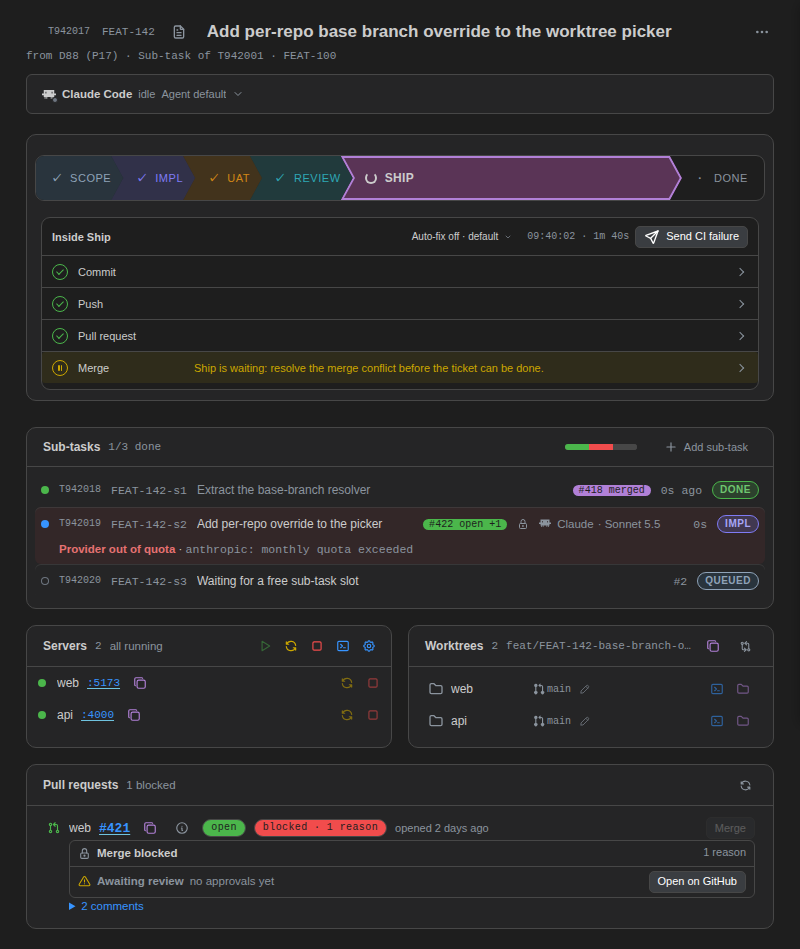 T942017 FEAT-142 Add per-repo base branch override to the worktree picker
from D88 (P17) · Sub-task of T942001 · FEAT-100
Claude Code idle Agent default
SCOPE IMPL UAT REVIEW SHIP DONE
Inside Ship Auto-fix off · default 09:40:02 · 1m 40s Send CI failure
Commit
Push
Pull request
Merge Ship is waiting: resolve the merge conflict before the ticket can be done.
Sub-tasks 1/3 done Add sub-task
T942018 FEAT-142-s1 Extract the base-branch resolver #418 merged 0s ago DONE
T942019 FEAT-142-s2 Add per-repo override to the picker #422 open +1 Claude · Sonnet 5.5 0s IMPL
Provider out of quota · anthropic: monthly quota exceeded
T942020 FEAT-142-s3 Waiting for a free sub-task slot #2 QUEUED
Servers 2 all running
web :5173
api :4000
Worktrees 2 feat/FEAT-142-base-branch-o…
web main
api main
Pull requests 1 blocked
web #421 open blocked · 1 reason opened 2 days ago Merge
Merge blocked 1 reason
Awaiting review no approvals yet Open on GitHub
2 comments